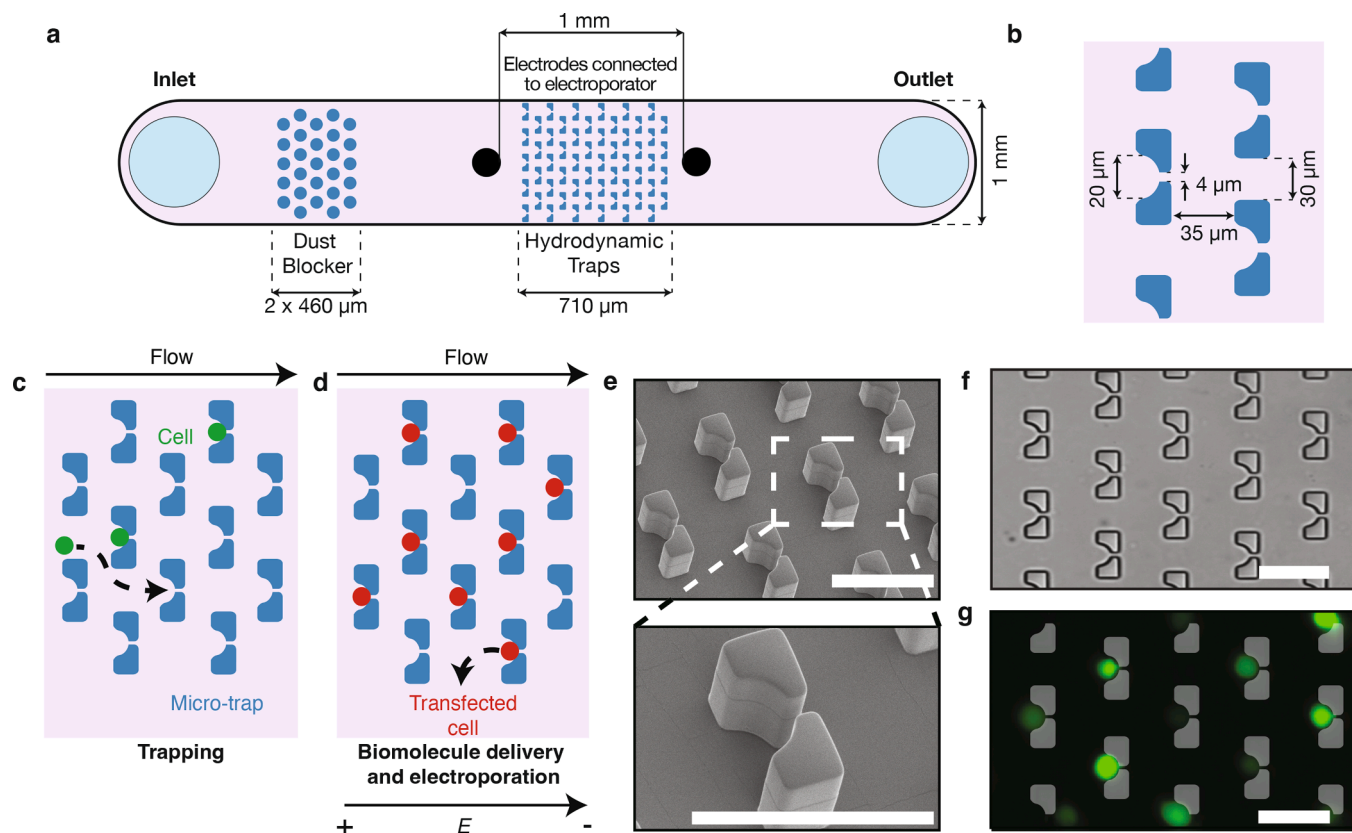 a
1 mm
Electrodes connected
to electroporator
Inlet
Outlet
1 mm
Dust
Blocker
2 x 460 µm
Hydrodynamic
Traps
710 µm
b
20 µm
4 µm
30 µm
35 µm
c
Flow
Cell
Micro-trap
Trapping
d
Flow
Transfected
cell
Biomolecule delivery
and electroporation
+ E -
e
f
g